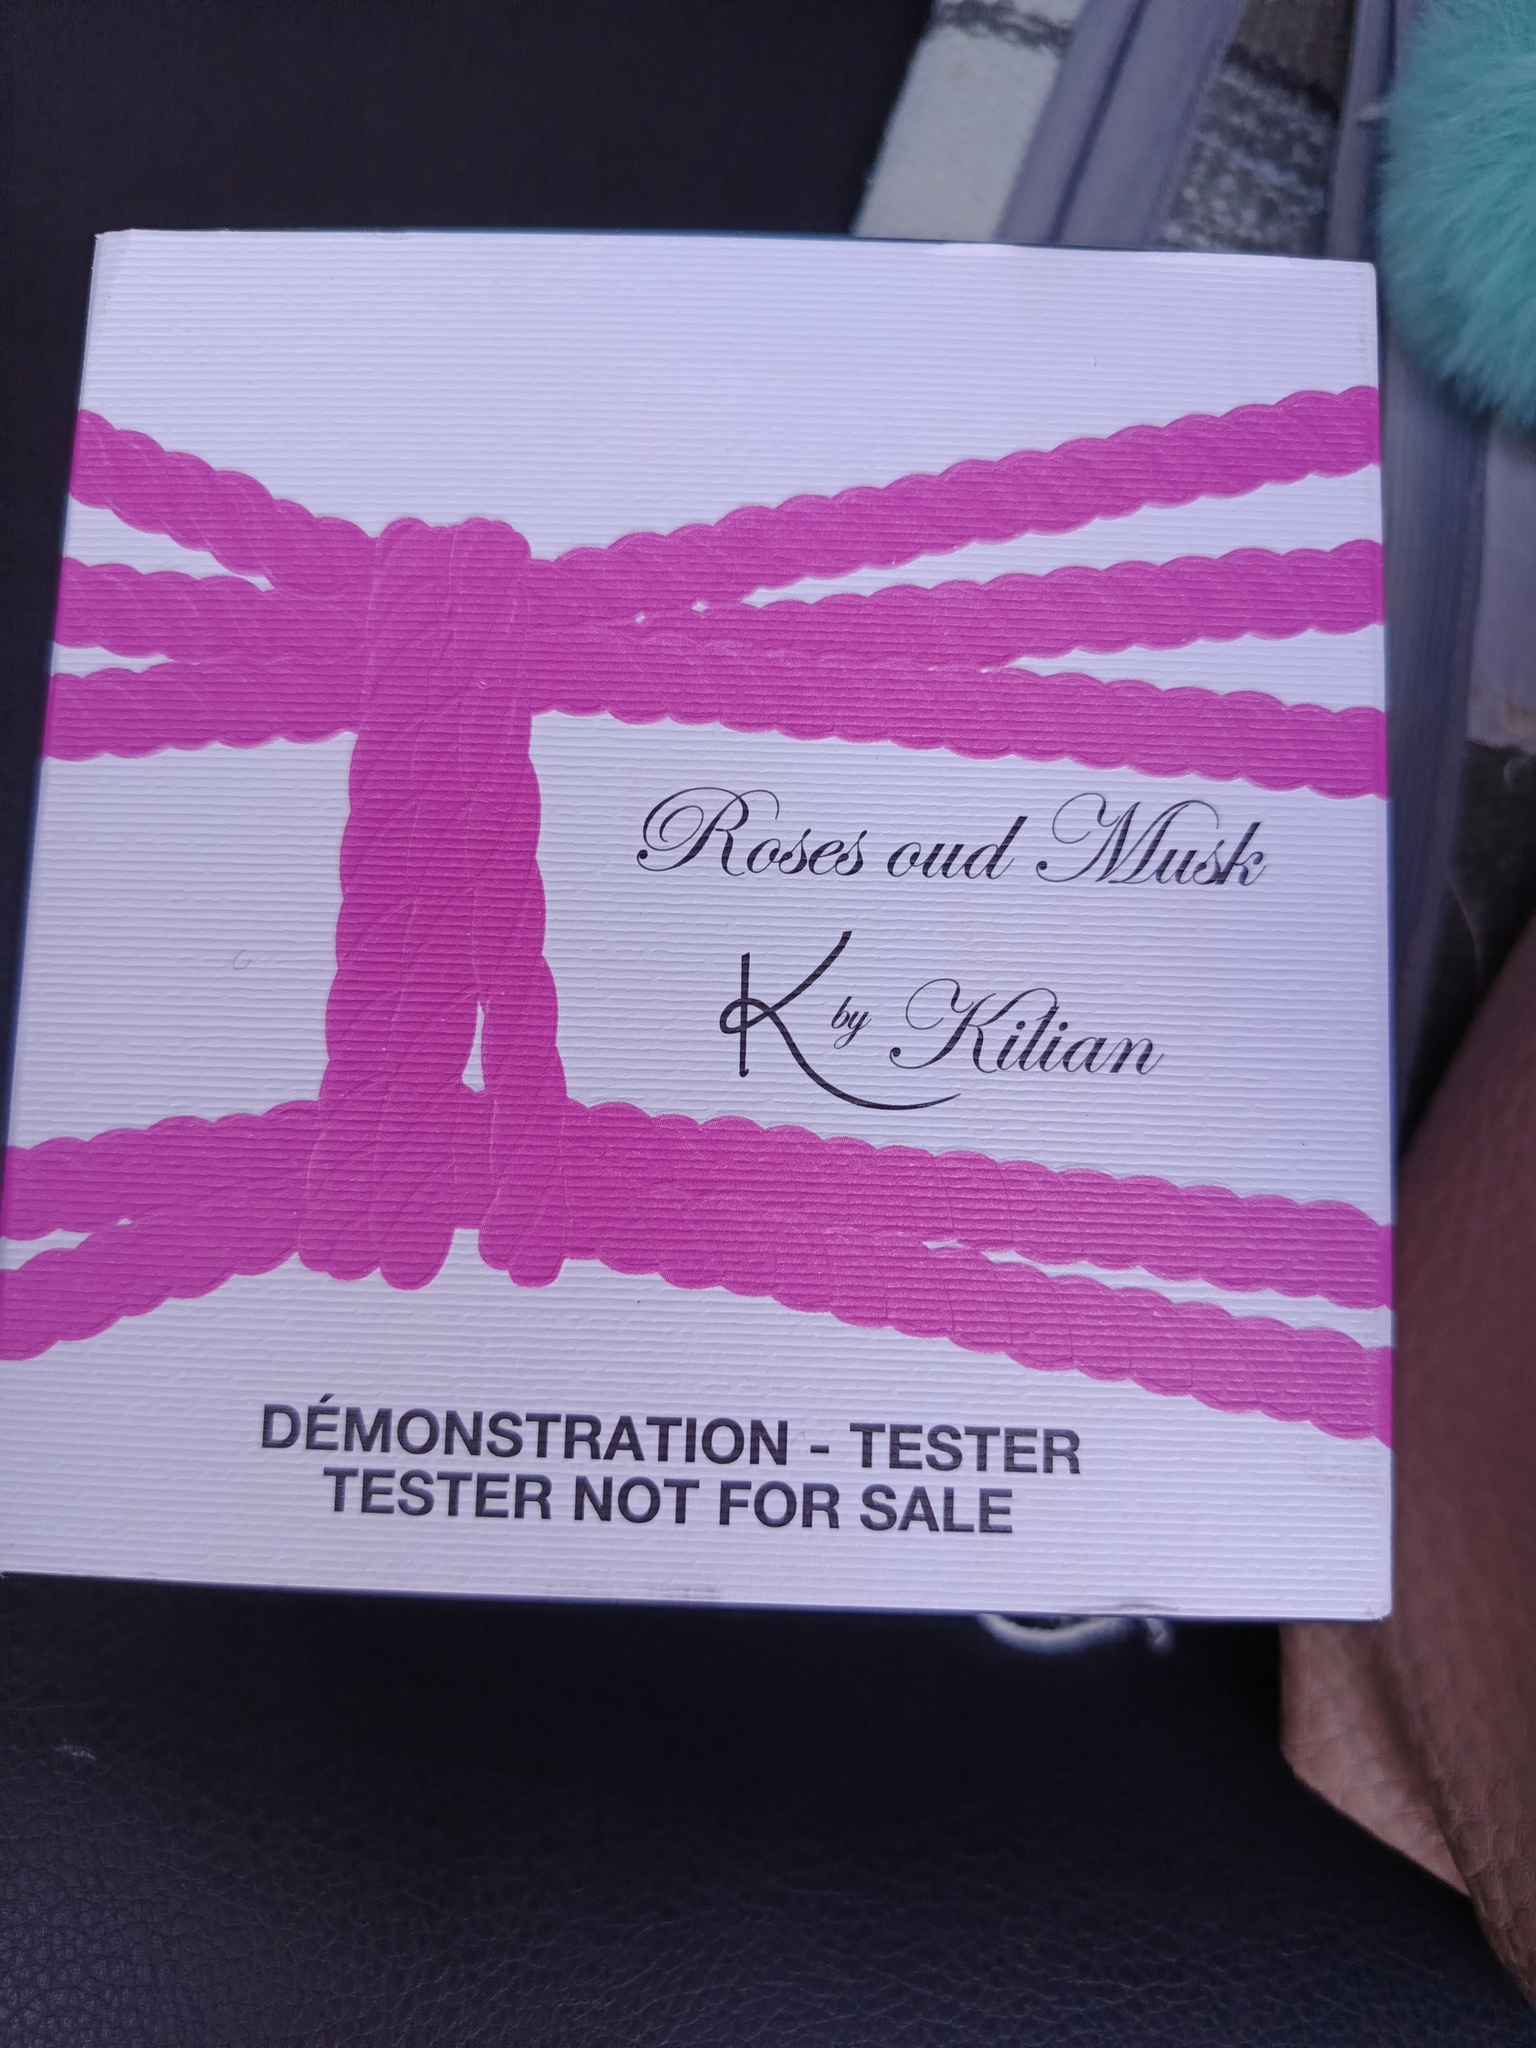 Roses oud Musk
K by Kilian
DÉMONSTRATION - TESTER
TESTER NOT FOR SALE